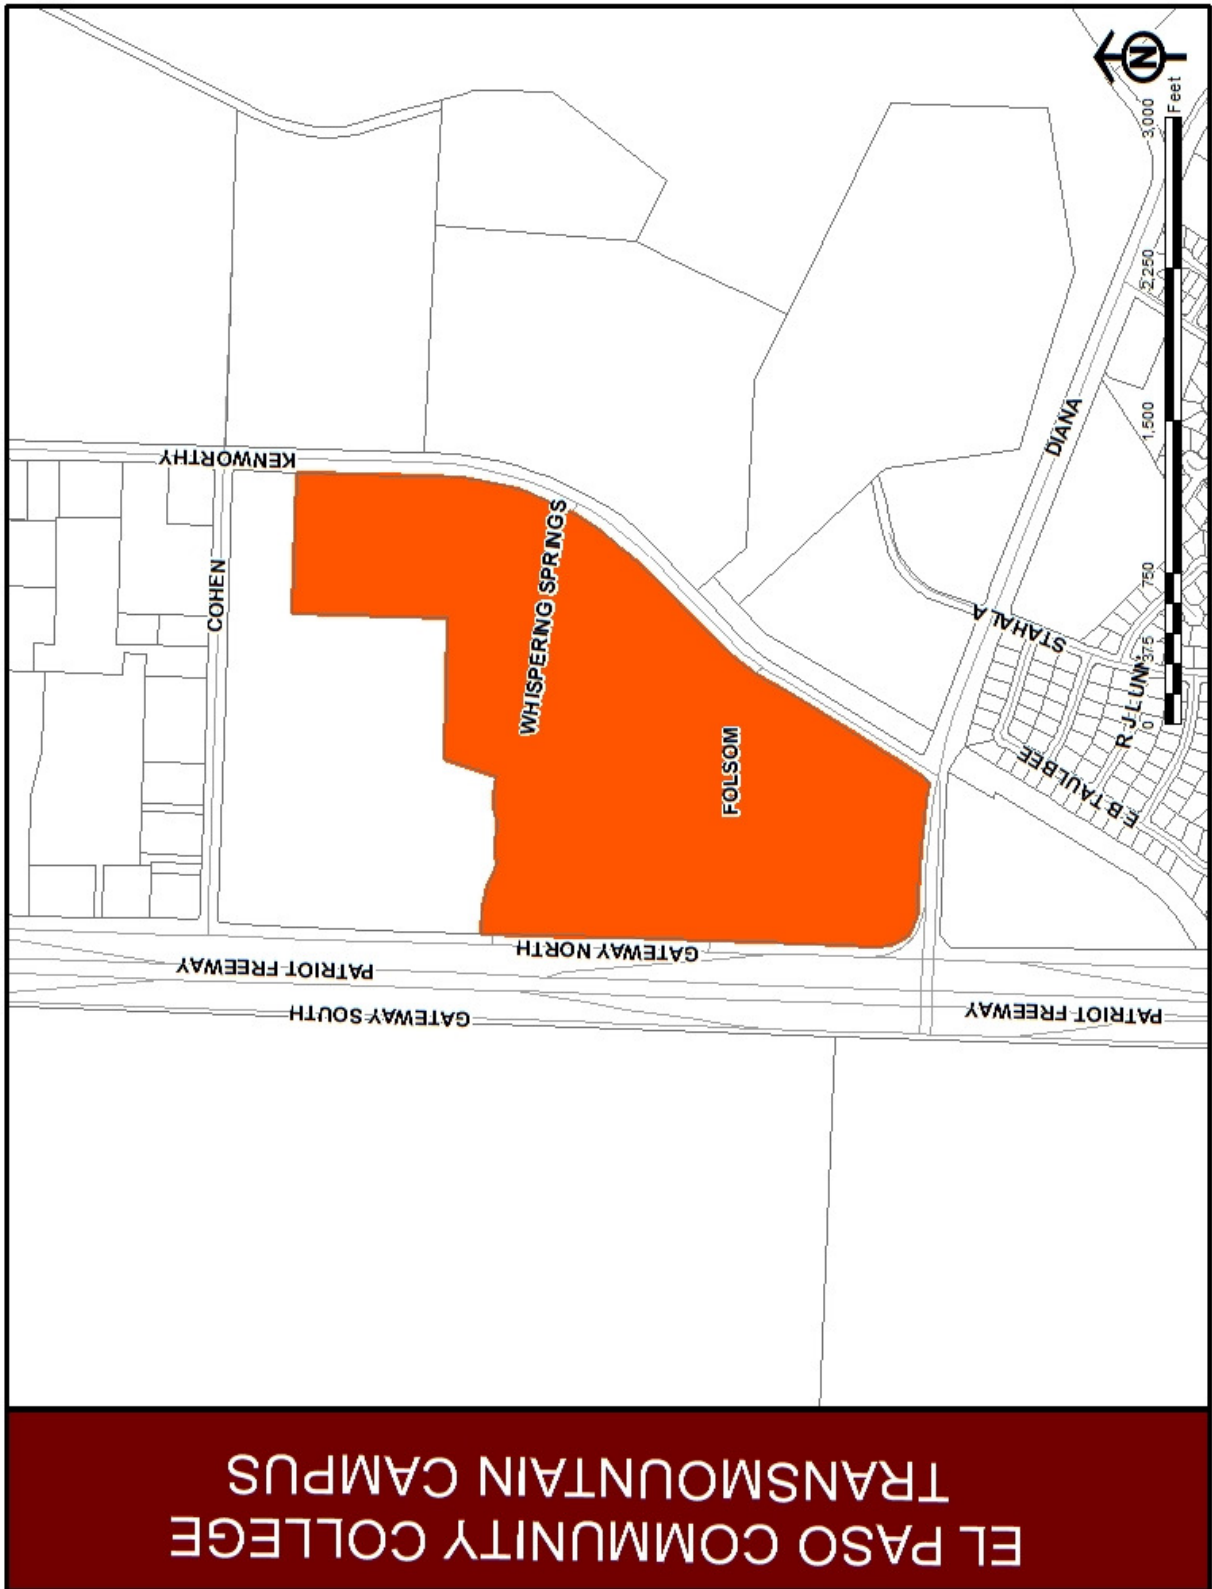 EL PASO COMMUNITY COLLEGE
TRANSMOUNTAIN CAMPUS
KENWORTHY
COHEN
WHISPERING SPRINGS
FOLSOM
GATEWAY NORTH
PATRIOT FREEWAY
GATEWAY SOUTH
PATRIOT FREEWAY
DIANA
STAHALA
R J LUNN
E B TAULBEE
N
0 375 750 1,500 2,250 3,000
Feet